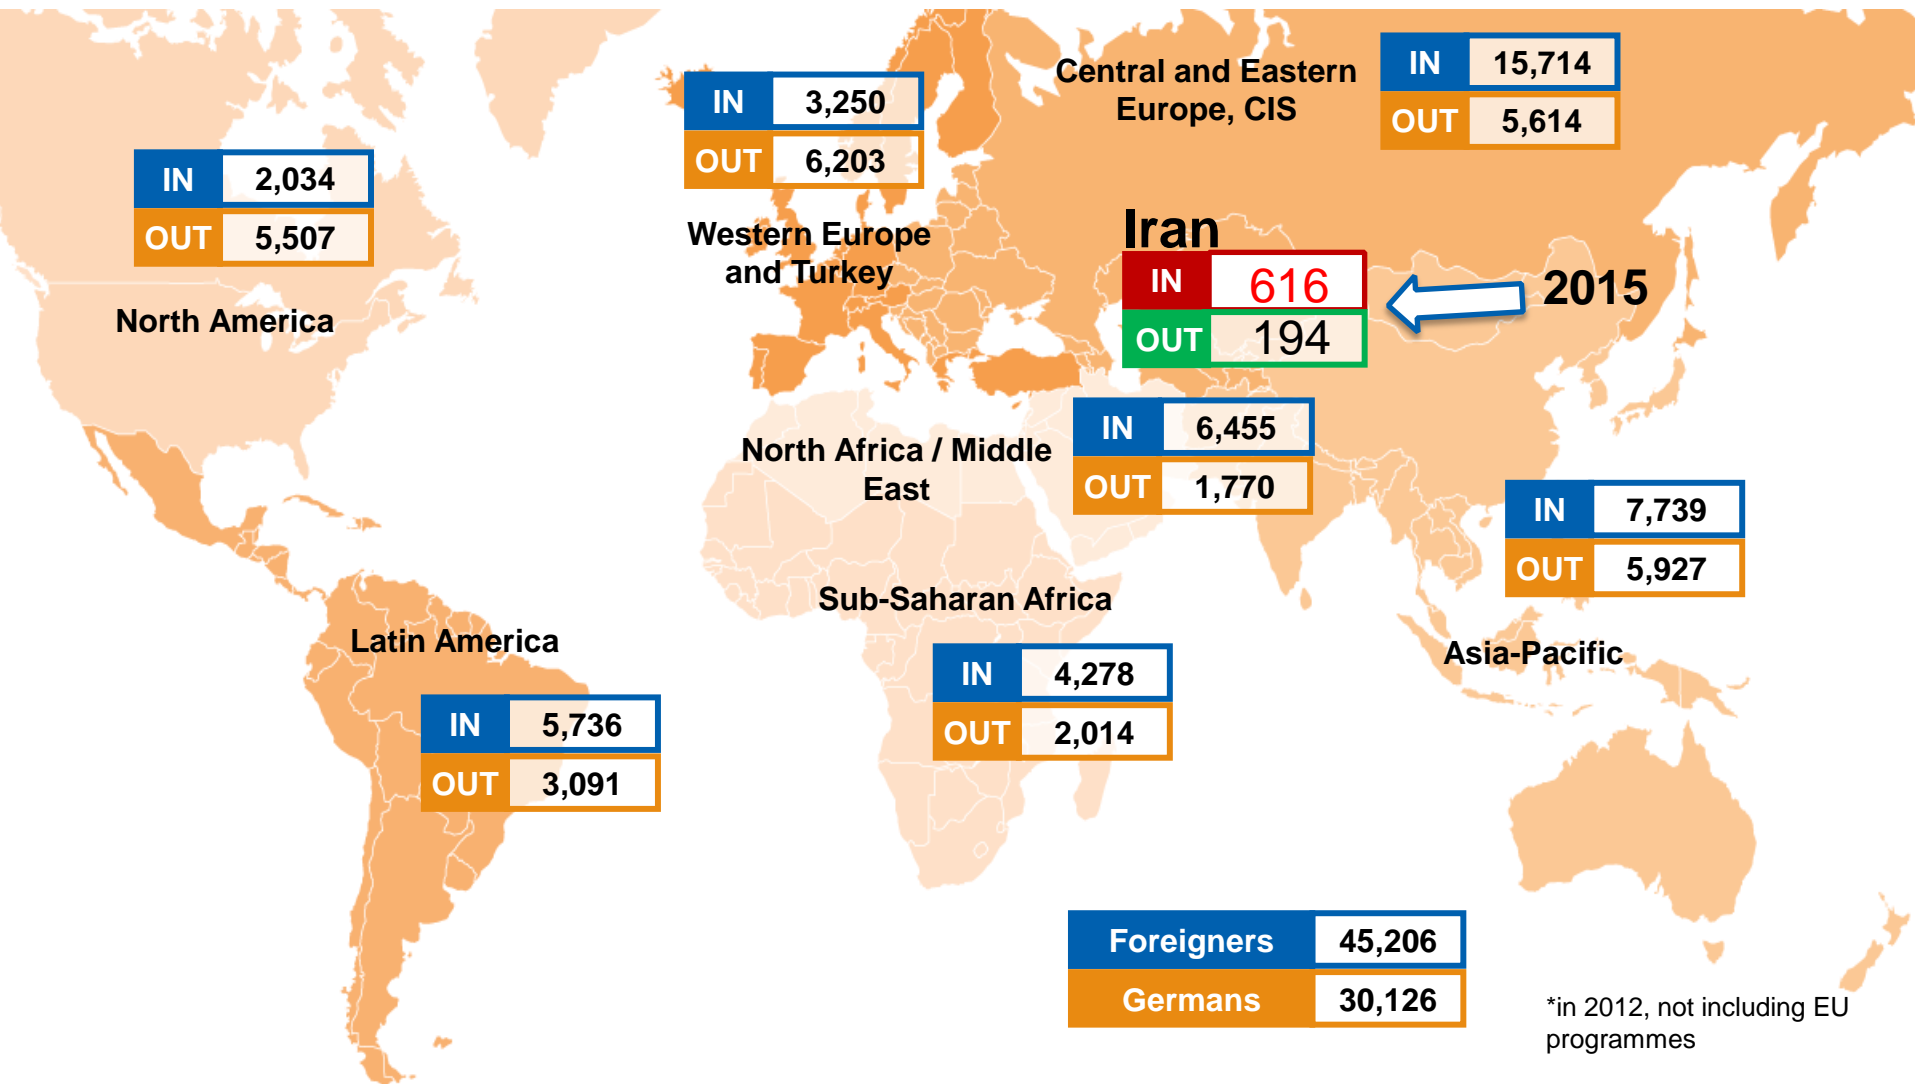 Central and Eastern
Europe, CIS
IN 15,714
OUT 5,614
IN 3,250
OUT 6,203
Western Europe
and Turkey
IN 2,034
OUT 5,507
North America
Iran
IN 616
OUT 194
2015
North Africa / Middle
East
IN 6,455
OUT 1,770
IN 7,739
OUT 5,927
Asia-Pacific
Sub-Saharan Africa
IN 4,278
OUT 2,014
Latin America
IN 5,736
OUT 3,091
Foreigners 45,206
Germans 30,126
*in 2012, not including EU
programmes